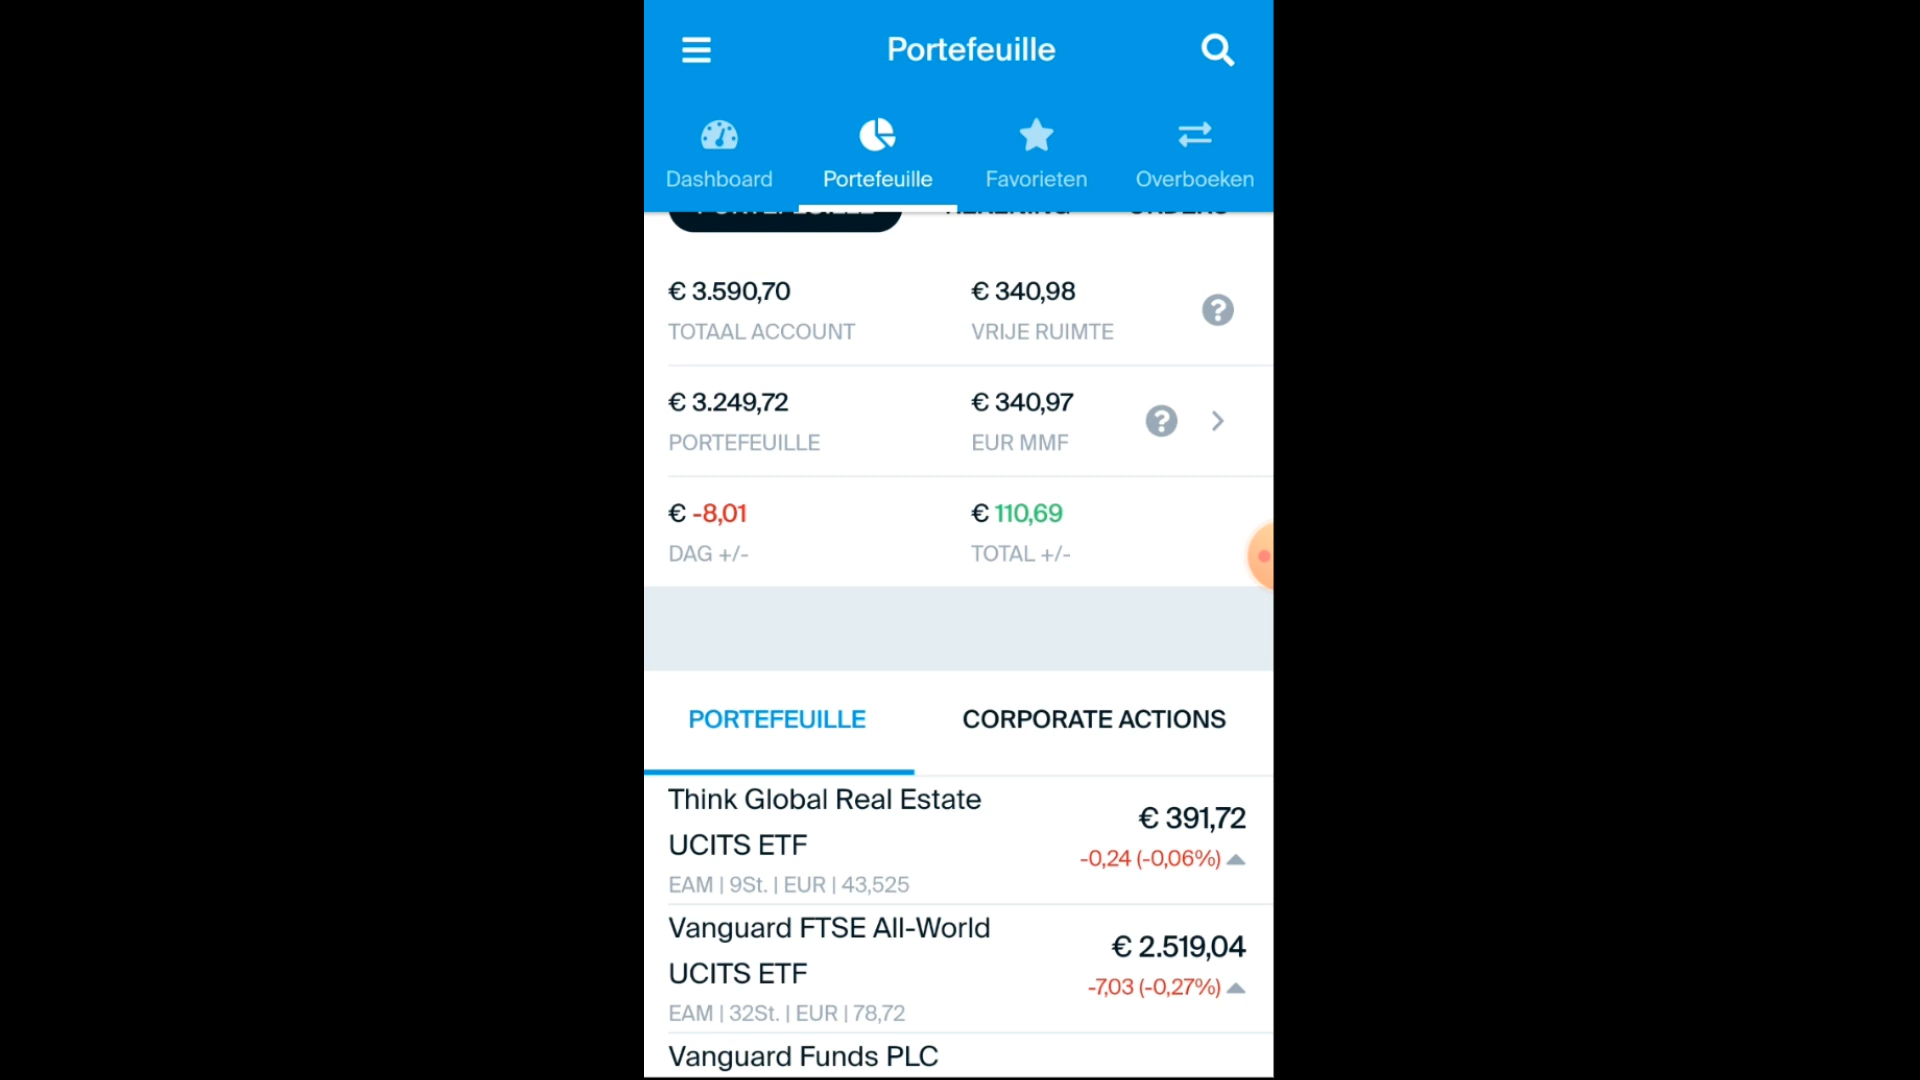 Portefeuille
Dashboard Portefeuille Favorieten Overboeken
€ 3.590,70 € 340,98
TOTAAL ACCOUNT VRIJE RUIMTE
€ 3.249,72 € 340,97
PORTEFEUILLE EUR MMF
€ -8,01 € 110,69
DAG +/- TOTAL +/-
PORTEFEUILLE CORPORATE ACTIONS
Think Global Real Estate
UCITS ETF
€ 391,72
-0,24 (-0,06%)
EAM | 9St. | EUR | 43,525
Vanguard FTSE All-World
UCITS ETF
€ 2.519,04
-7,03 (-0,27%)
EAM | 32St. | EUR | 78,72
Vanguard Funds PLC